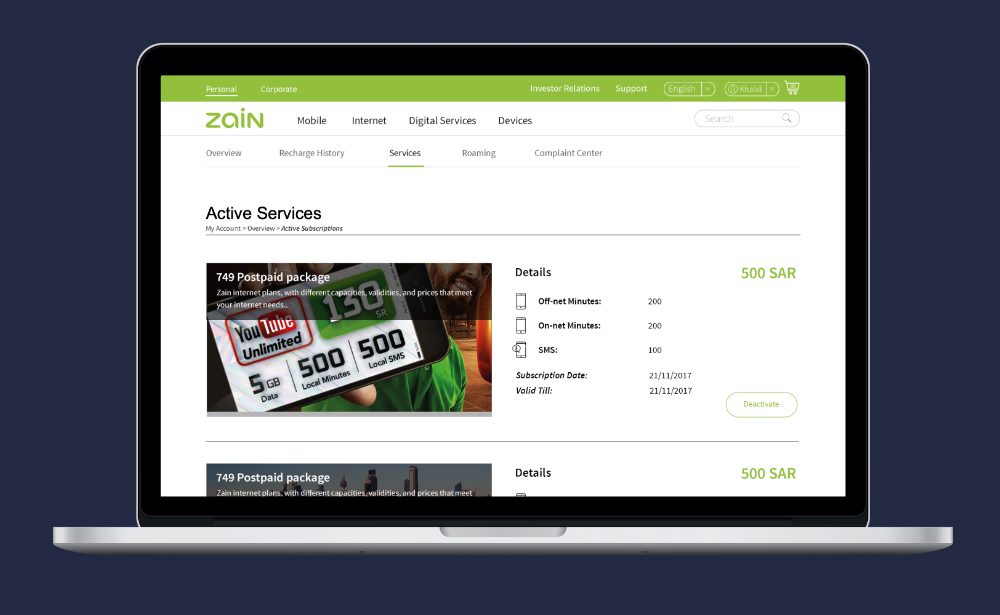 Personal Corporate Investor Relations Support English Khalid
zain Mobile Internet Digital Services Devices Search
Overview Recharge History Services Roaming Complaint Center
Active Services
My Account > Overview > Active Subscriptions
749 Postpaid package
Zain internet plans, with different capacities, validities, and prices that meet
your internet needs..
130
SR
YouTube
Unlimited
5 GB
Data
500
Local Minutes
500
Local SMS
Details 500 SAR
Off-net Minutes: 200
On-net Minutes: 200
SMS: 100
Subscription Date: 21/11/2017
Valid Till: 21/11/2017
Deactivate
749 Postpaid package
Zain internet plans, with different capacities, validities, and prices that meet
Details 500 SAR